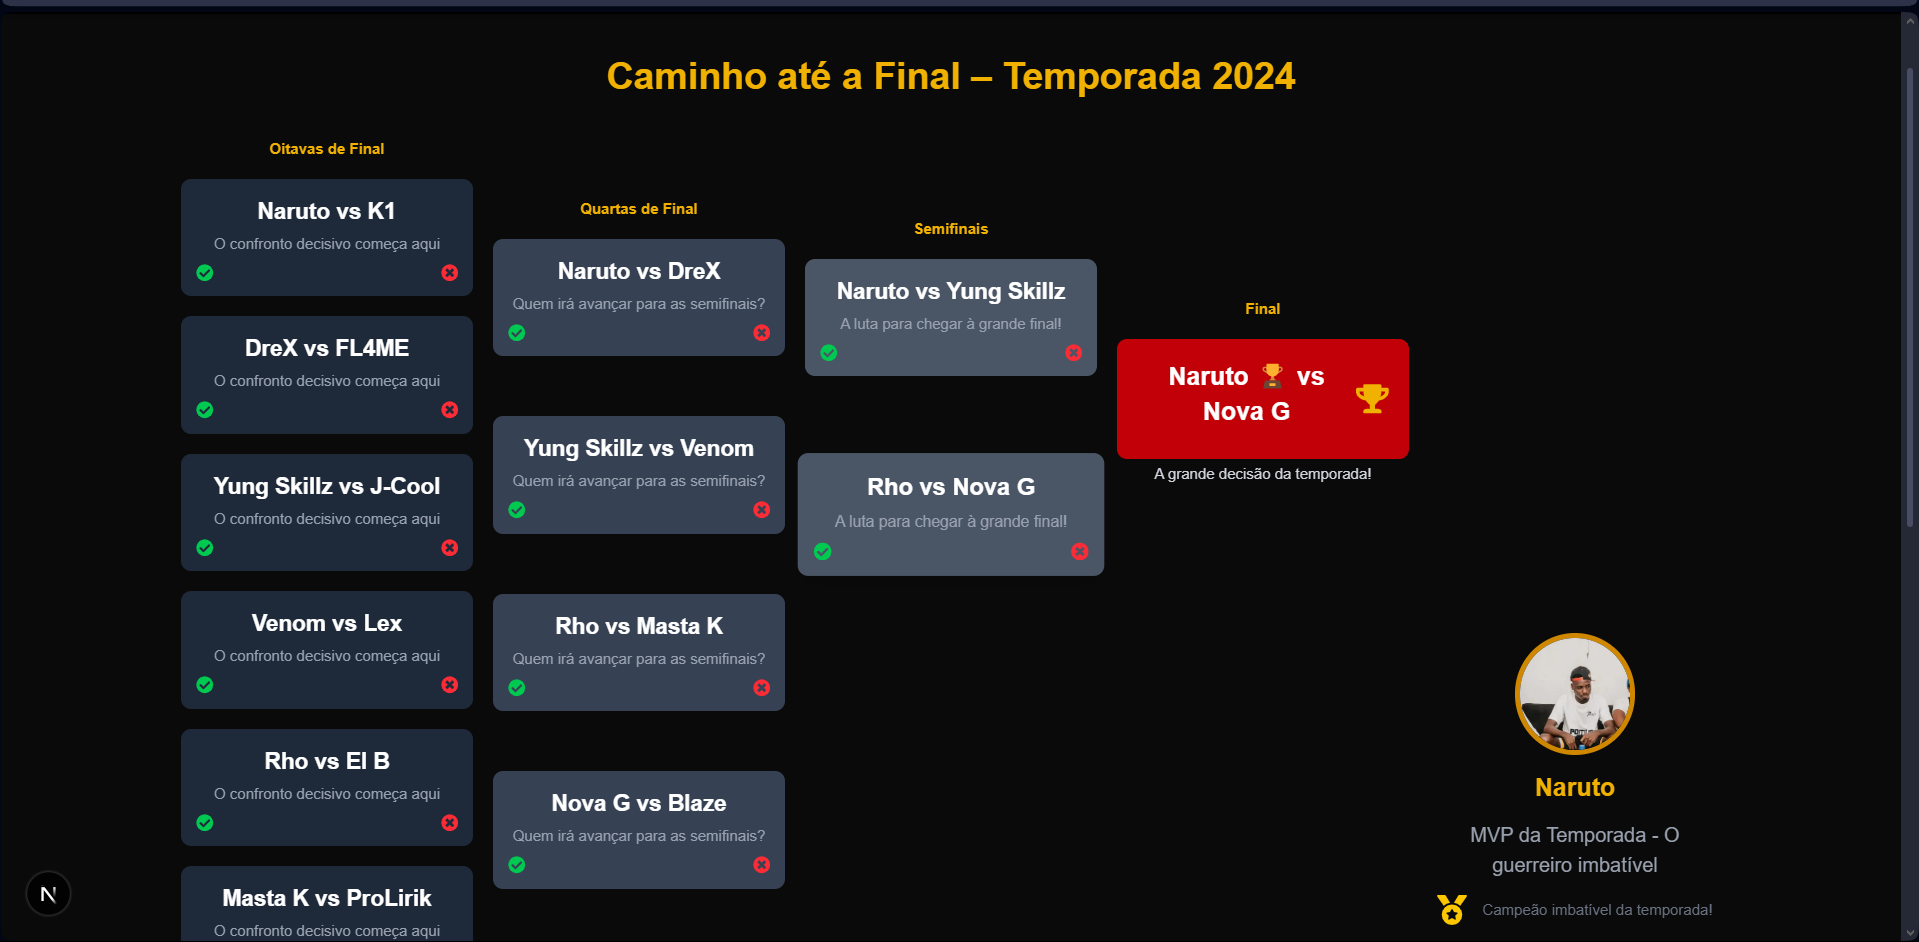 Caminho até a Final – Temporada 2024
Oitavas de Final
Naruto vs K1
O confronto decisivo começa aqui
DreX vs FL4ME
O confronto decisivo começa aqui
Yung Skillz vs J-Cool
O confronto decisivo começa aqui
Venom vs Lex
O confronto decisivo começa aqui
Rho vs El B
O confronto decisivo começa aqui
Masta K vs ProLirik
O confronto decisivo começa aqui
Quartas de Final
Naruto vs DreX
Quem irá avançar para as semifinais?
Yung Skillz vs Venom
Quem irá avançar para as semifinais?
Rho vs Masta K
Quem irá avançar para as semifinais?
Nova G vs Blaze
Quem irá avançar para as semifinais?
Semifinais
Naruto vs Yung Skillz
A luta para chegar à grande final!
Rho vs Nova G
A luta para chegar à grande final!
Final
Naruto 🏆 vs
Nova G
A grande decisão da temporada!
Naruto
MVP da Temporada - O
guerreiro imbatível
Campeão imbatível da temporada!
N